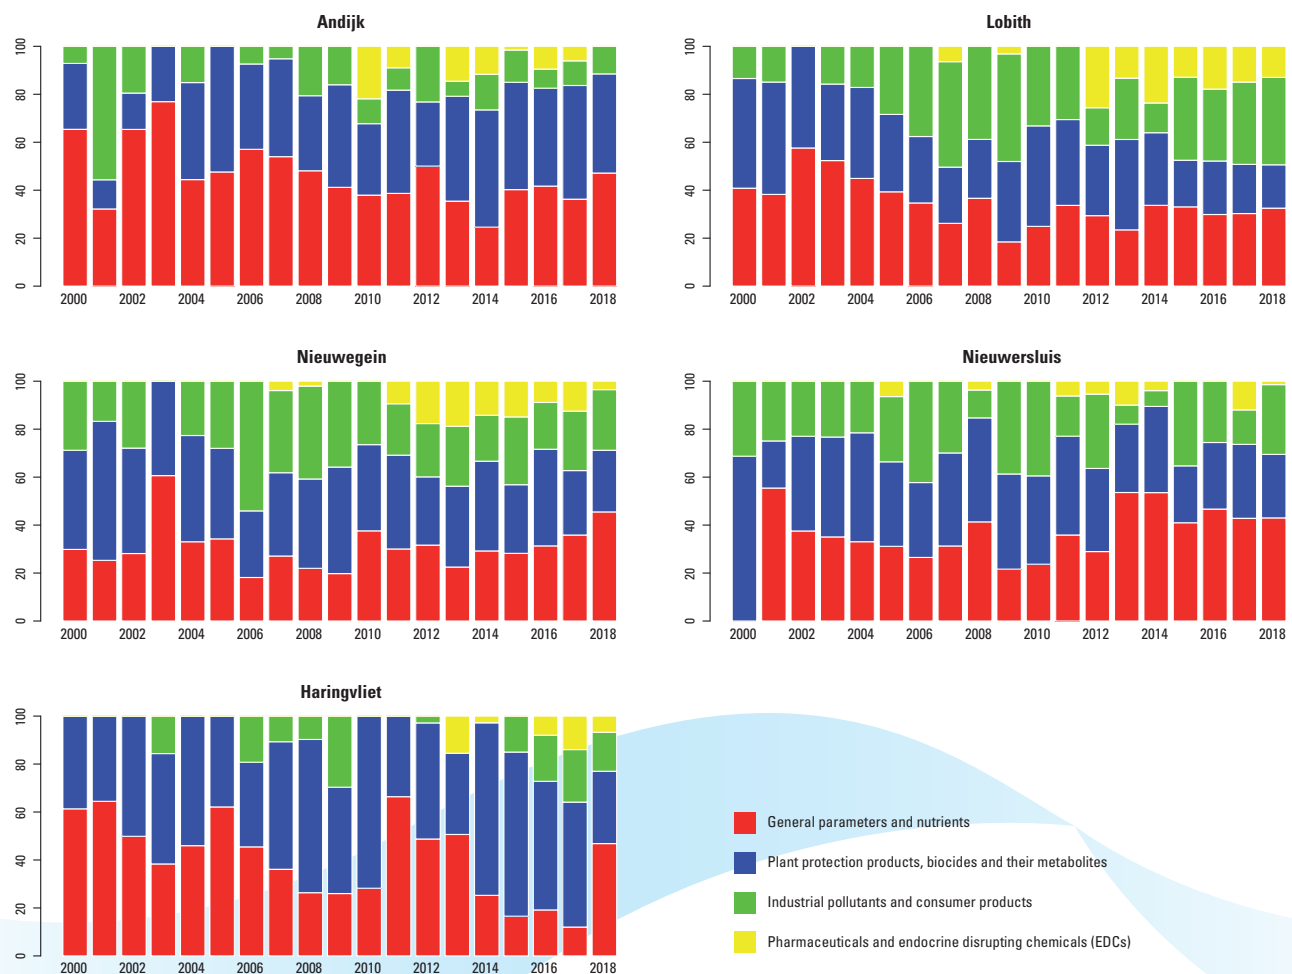 Andijk
100
80
60
40
20
0
2000 2002 2004 2006 2008 2010 2012 2014 2016 2018
Lobith
100
80
60
40
20
0
2000 2002 2004 2006 2008 2010 2012 2014 2016 2018
Nieuwegein
100
80
60
40
20
0
2000 2002 2004 2006 2008 2010 2012 2014 2016 2018
Nieuwersluis
100
80
60
40
20
0
2000 2002 2004 2006 2008 2010 2012 2014 2016 2018
Haringvliet
100
80
60
40
20
0
2000 2002 2004 2006 2008 2010 2012 2014 2016 2018
General parameters and nutrients
Plant protection products, biocides and their metabolites
Industrial pollutants and consumer products
Pharmaceuticals and endocrine disrupting chemicals (EDCs)